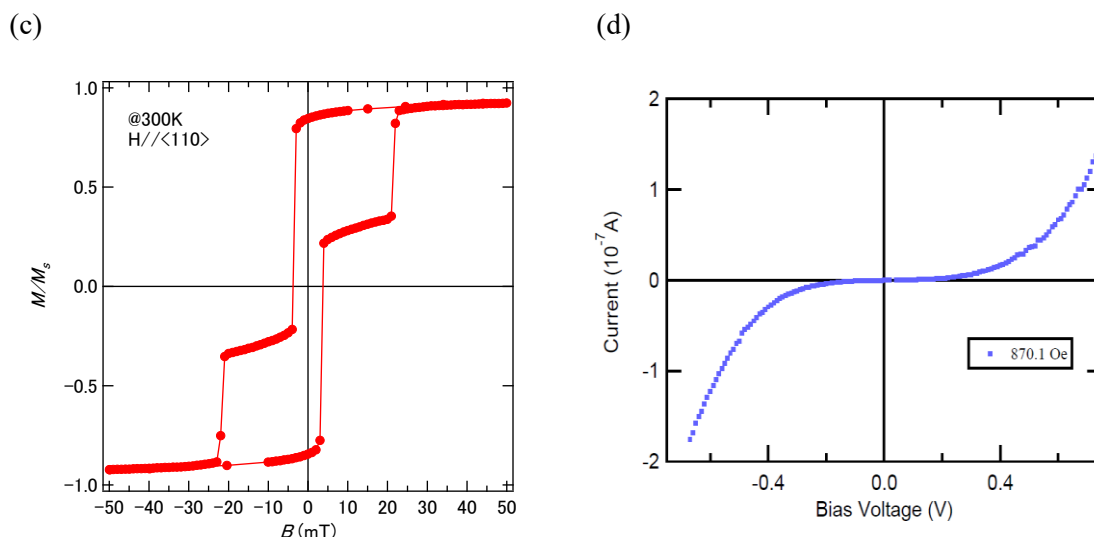 (c)
(d)
@300K
H//<110>
1.0
0.5
0.0
−0.5
−1.0
M/Ms
−50 −40 −30 −20 −10 0 10 20 30 40 50
B (mT)
2
1
0
-1
-2
Current (10⁻⁷A)
870.1 Oe
-0.4 0.0 0.4
Bias Voltage (V)